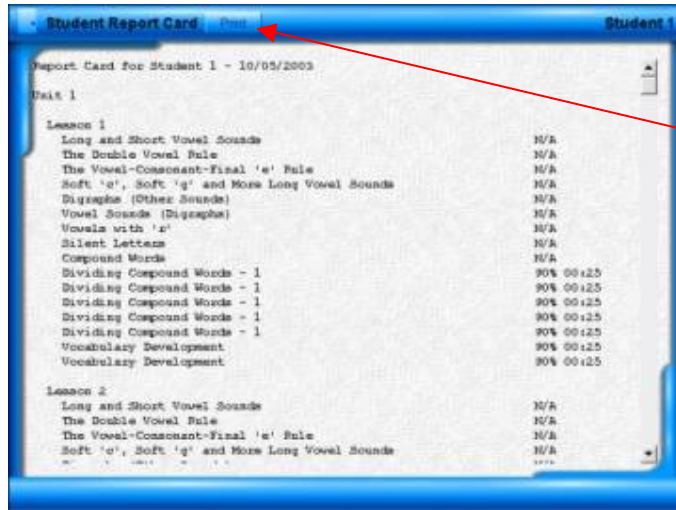 Student Report Card Print Student 1
Report Card for Student 1 - 10/05/2003
Unit 1
Lesson 1
Long and Short Vowel Sounds N/A
The Double Vowel Rule N/A
The Vowel-Consonant-Final 'e' Rule N/A
Soft 'c', Soft 'g' and More Long Vowel Sounds N/A
Digraphs (Other Sounds) N/A
Vowel Sounds (Digraphs) N/A
Vowels with 'r' N/A
Silent Letters N/A
Compound Words N/A
Dividing Compound Words - 1 90% 00:25
Dividing Compound Words - 1 90% 00:25
Dividing Compound Words - 1 90% 00:25
Dividing Compound Words - 1 90% 00:25
Dividing Compound Words - 1 90% 00:25
Vocabulary Development 90% 00:25
Vocabulary Development 90% 00:25
Lesson 2
Long and Short Vowel Sounds N/A
The Double Vowel Rule N/A
The Vowel-Consonant-Final 'e' Rule N/A
Soft 'c', Soft 'g' and More Long Vowel Sounds N/A